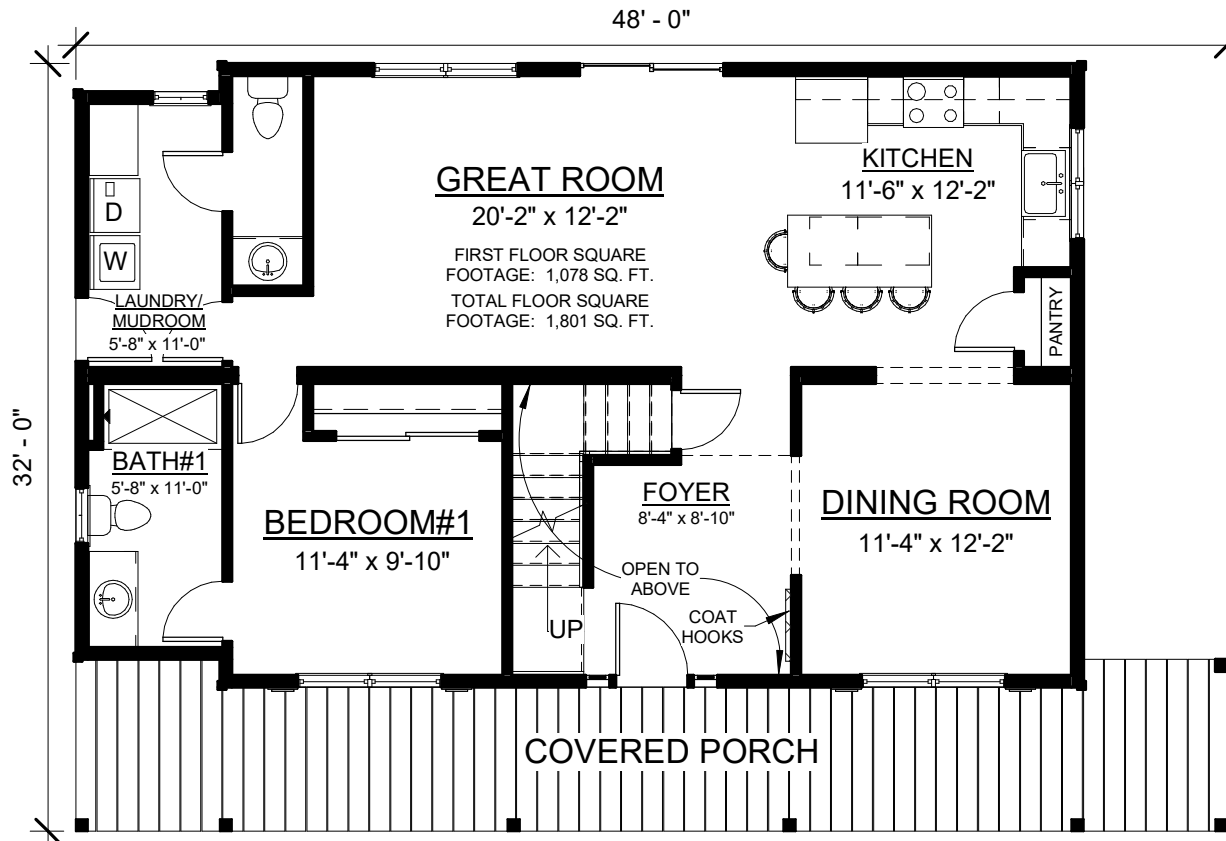 48' - 0"
32' - 0"
GREAT ROOM
20'-2" x 12'-2"
FIRST FLOOR SQUARE
FOOTAGE: 1,078 SQ. FT.
TOTAL FLOOR SQUARE
FOOTAGE: 1,801 SQ. FT.
KITCHEN
11'-6" x 12'-2"
D
W
LAUNDRY/
MUDROOM
5'-8" x 11'-0"
PANTRY
BATH#1
5'-8" x 11'-0"
BEDROOM#1
11'-4" x 9'-10"
FOYER
8'-4" x 8'-10"
DINING ROOM
11'-4" x 12'-2"
OPEN TO
ABOVE
COAT
HOOKS
UP
COVERED PORCH